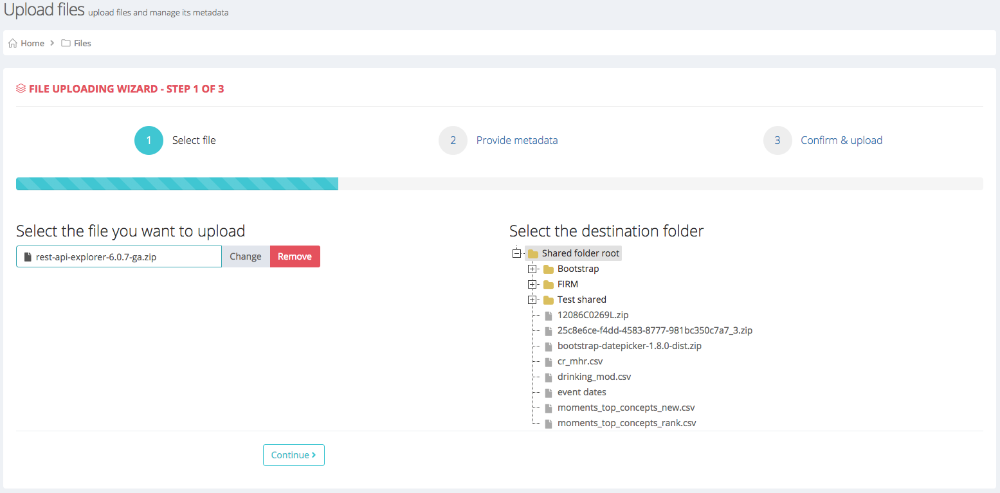 Upload files upload files and manage its metadata
Home > Files
FILE UPLOADING WIZARD - STEP 1 OF 3
1 Select file 2 Provide metadata 3 Confirm & upload
Select the file you want to upload
rest-api-explorer-6.0.7-ga.zip Change Remove
Select the destination folder
Shared folder root
Bootstrap
FIRM
Test shared
12086C0269L.zip
25c8e6ce-f4dd-4583-8777-981bc350c7a7_3.zip
bootstrap-datepicker-1.8.0-dist.zip
cr_mhr.csv
drinking_mod.csv
event dates
moments_top_concepts_new.csv
moments_top_concepts_rank.csv
Continue >